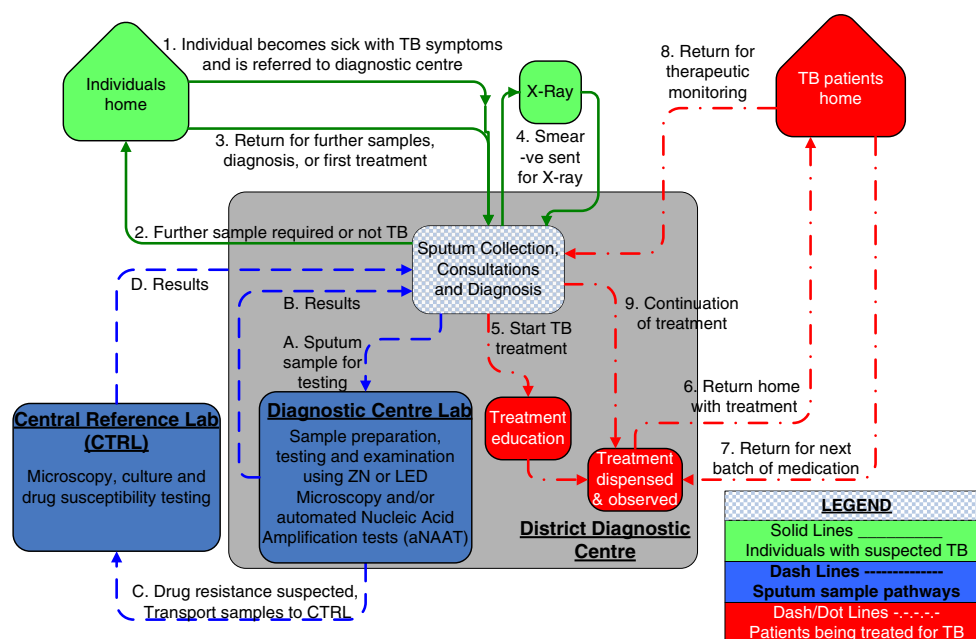 1. Individual becomes sick with TB symptoms
and is referred to diagnostic centre
Individuals
home
X-Ray
8. Return for
therapeutic
monitoring
TB patients
home
3. Return for further samples,
diagnosis, or first treatment
4. Smear
-ve sent
for X-ray
2. Further sample required or not TB
Sputum Collection,
Consultations
and Diagnosis
D. Results
B. Results
9. Continuation
of treatment
5. Start TB
treatment
A. Sputum
sample for
testing
6. Return home
with treatment
Central Reference Lab
(CTRL)
Microscopy, culture and
drug susceptibility testing
Diagnostic Centre Lab
Sample preparation,
testing and examination
using ZN or LED
Microscopy and/or
automated Nucleic Acid
Amplification tests (aNAAT)
Treatment
education
Treatment
dispensed
& observed
7. Return for next
batch of medication
District Diagnostic
Centre
C. Drug resistance suspected,
Transport samples to CTRL
LEGEND
Solid Lines __________
Individuals with suspected TB
Dash Lines -------------
Sputum sample pathways
Dash/Dot Lines -.-.-.-.-
Patients being treated for TB